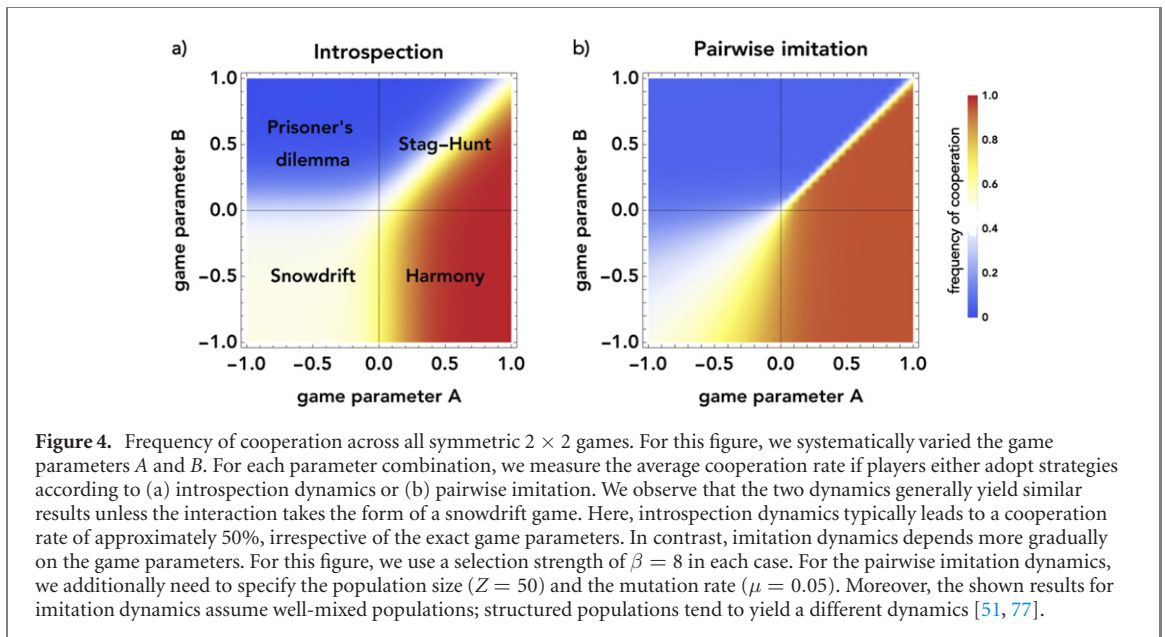 a)
Introspection
game parameter B
1.0
0.5
0.0
−0.5
−1.0
Prisoner's
dilemma
Stag–Hunt
Snowdrift
Harmony
−1.0 −0.5 0.0 0.5 1.0
game parameter A
b)
Pairwise imitation
game parameter B
1.0
0.5
0.0
−0.5
−1.0
−1.0 −0.5 0.0 0.5 1.0
game parameter A
frequency of cooperation
1.0
0.8
0.6
0.4
0.2
0
Figure 4. Frequency of cooperation across all symmetric 2 × 2 games. For this figure, we systematically varied the game
parameters A and B. For each parameter combination, we measure the average cooperation rate if players either adopt strategies
according to (a) introspection dynamics or (b) pairwise imitation. We observe that the two dynamics generally yield similar
results unless the interaction takes the form of a snowdrift game. Here, introspection dynamics typically leads to a cooperation
rate of approximately 50%, irrespective of the exact game parameters. In contrast, imitation dynamics depends more gradually
on the game parameters. For this figure, we use a selection strength of β = 8 in each case. For the pairwise imitation dynamics,
we additionally need to specify the population size (Z = 50) and the mutation rate (μ = 0.05). Moreover, the shown results for
imitation dynamics assume well-mixed populations; structured populations tend to yield a different dynamics [51, 77].